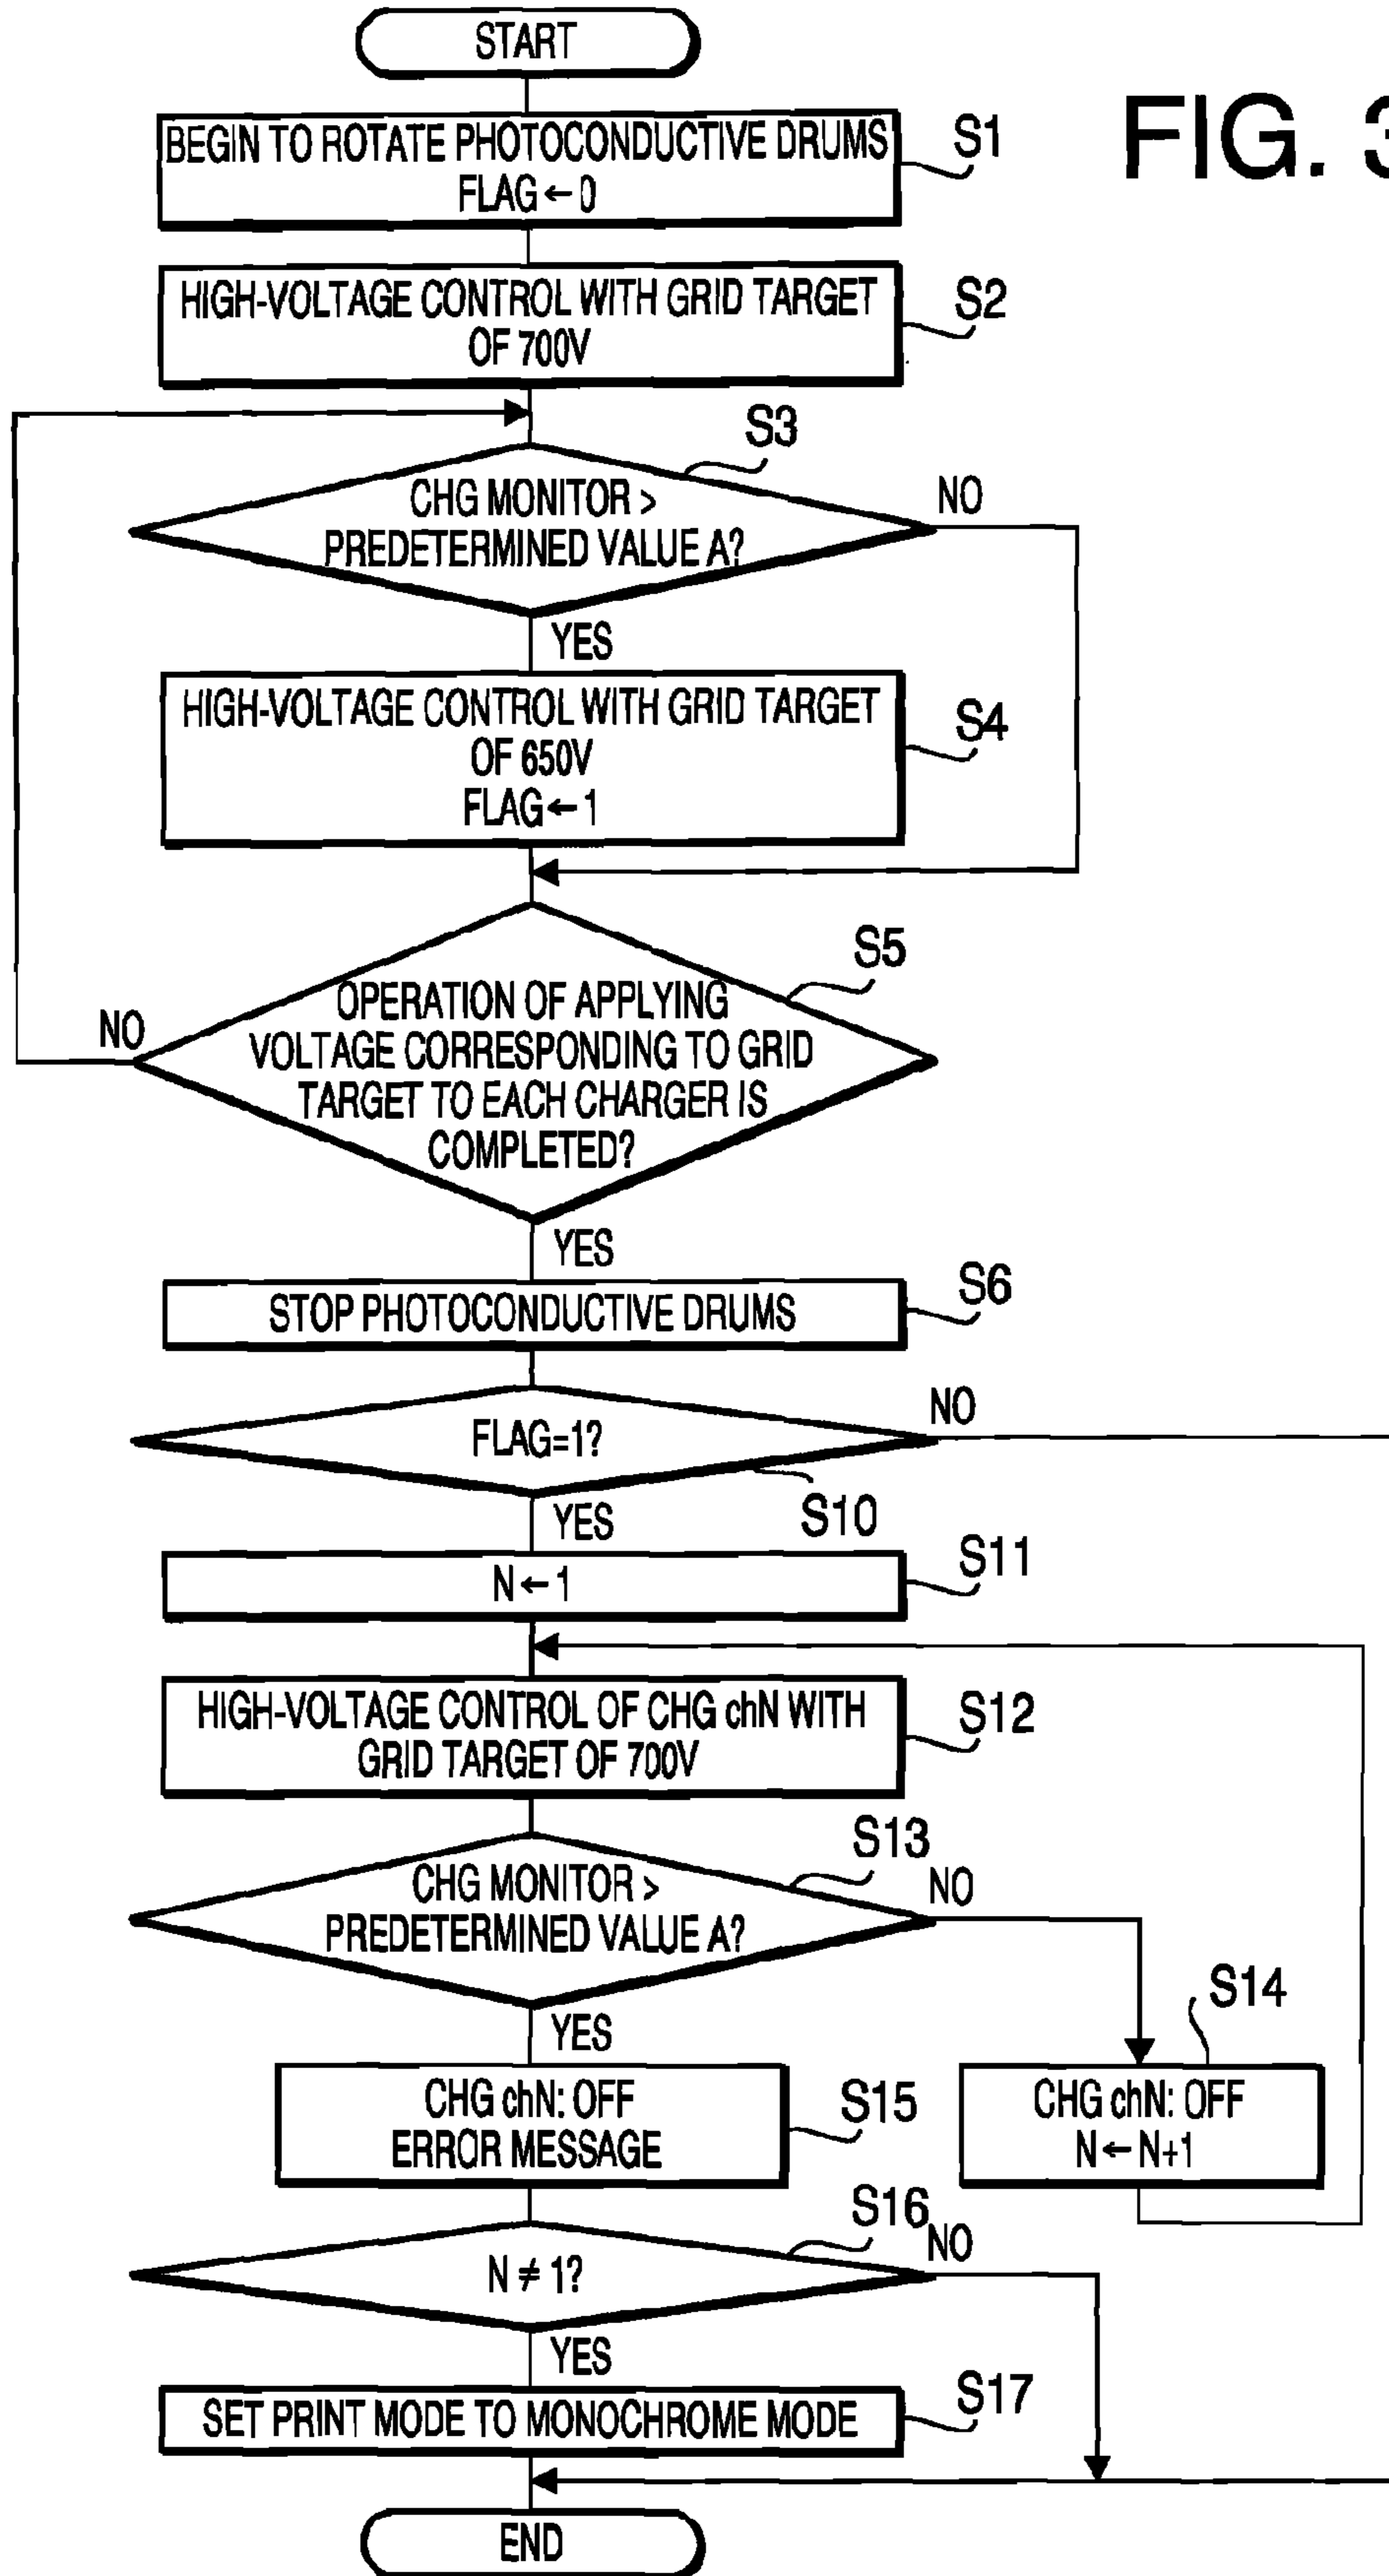 START
FIG. 3
BEGIN TO ROTATE PHOTOCONDUCTIVE DRUMS
FLAG ← 0
S1
HIGH-VOLTAGE CONTROL WITH GRID TARGET
OF 700V
S2
S3
CHG MONITOR >
PREDETERMINED VALUE A?
NO
YES
HIGH-VOLTAGE CONTROL WITH GRID TARGET
OF 650V
FLAG ← 1
S4
S5
OPERATION OF APPLYING
VOLTAGE CORRESPONDING TO GRID
TARGET TO EACH CHARGER IS
COMPLETED?
NO
YES
STOP PHOTOCONDUCTIVE DRUMS
S6
FLAG=1?
NO
S10
YES
N ← 1
S11
HIGH-VOLTAGE CONTROL OF CHG chN WITH
GRID TARGET OF 700V
S12
S13
CHG MONITOR >
PREDETERMINED VALUE A?
NO
YES
S14
CHG chN: OFF
N ← N+1
CHG chN: OFF
ERROR MESSAGE
S15
S16
N ≠ 1?
NO
YES
SET PRINT MODE TO MONOCHROME MODE
S17
END